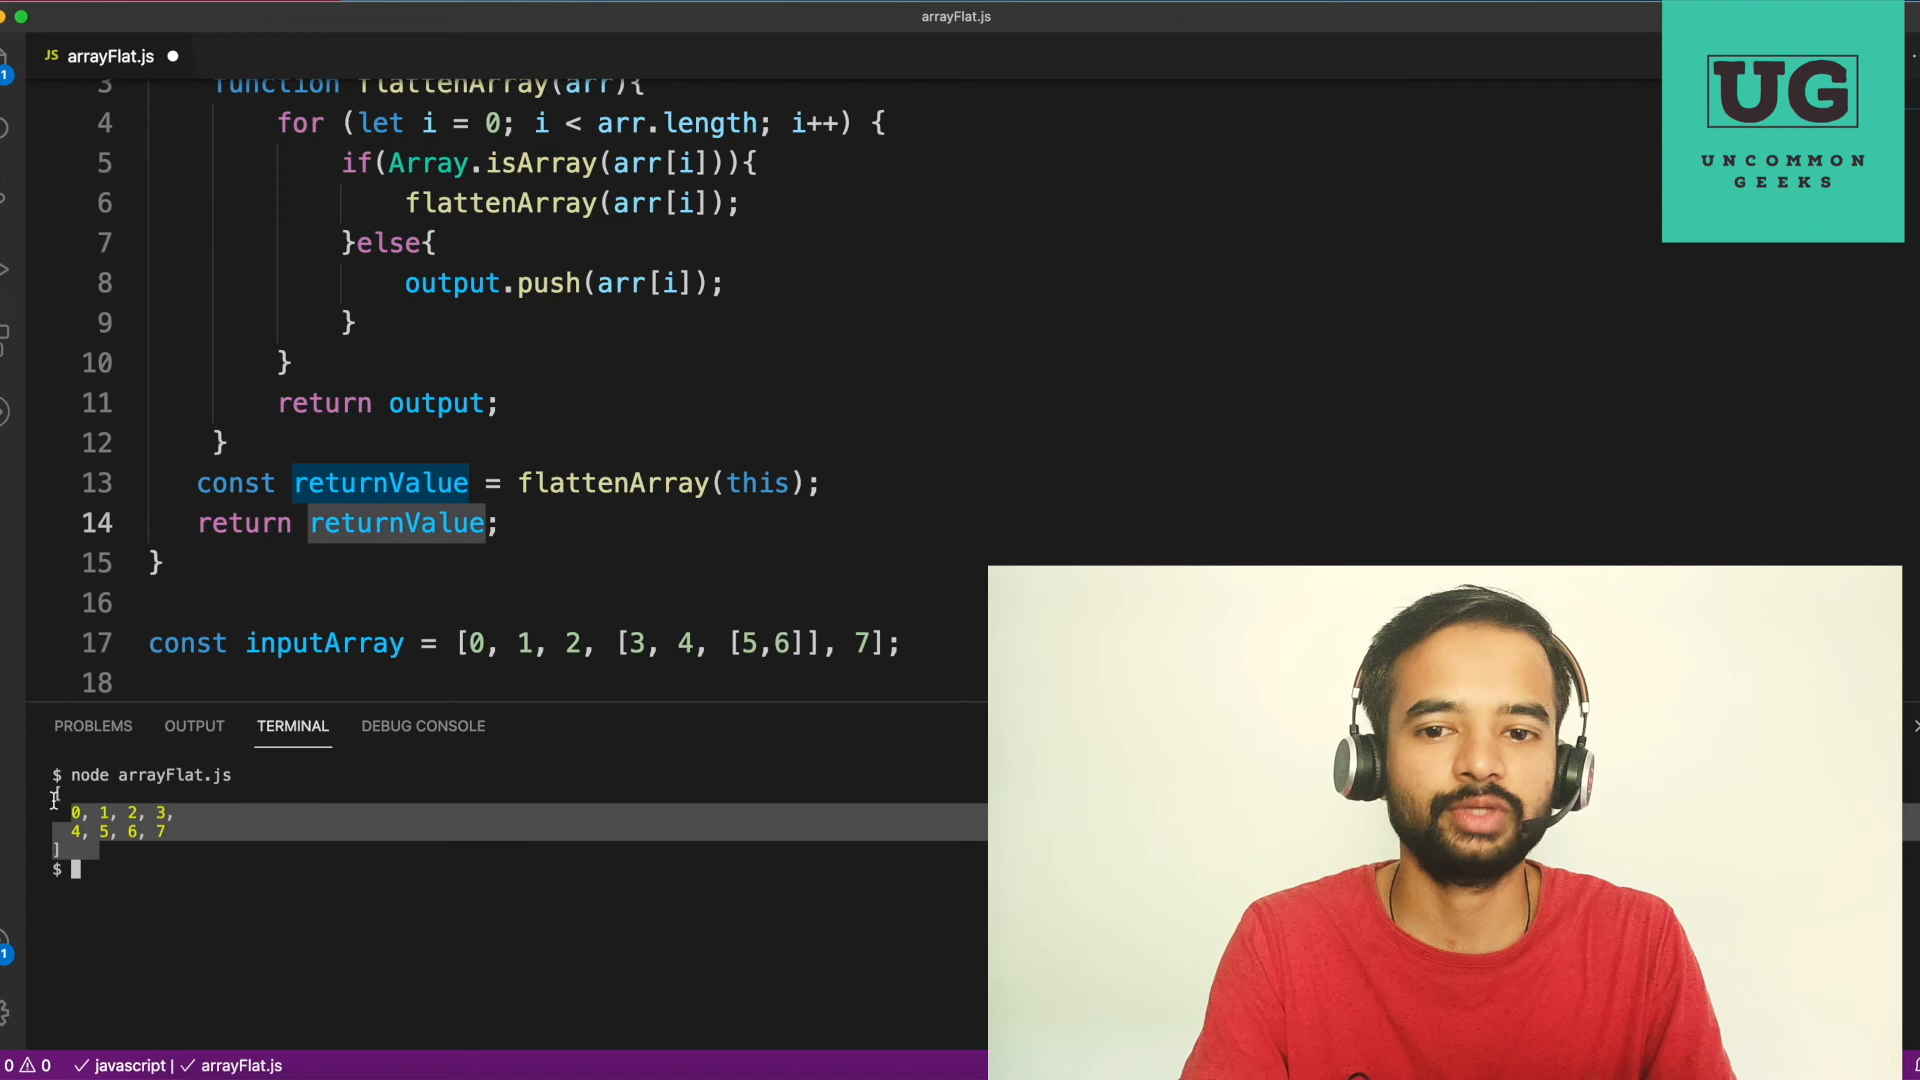 arrayFlat.js
JS arrayFlat.js
UG
UNCOMMON
GEEKS
3 function flattenArray(arr){
4 for (let i = 0; i < arr.length; i++) {
5 if(Array.isArray(arr[i])){
6 flattenArray(arr[i]);
7 }else{
8 output.push(arr[i]);
9 }
10 }
11 return output;
12 }
13 const returnValue = flattenArray(this);
14 return returnValue;
15 }
16
17 const inputArray = [0, 1, 2, [3, 4, [5,6]], 7];
18
PROBLEMS OUTPUT TERMINAL DEBUG CONSOLE
$ node arrayFlat.js
[
0, 1, 2, 3,
4, 5, 6, 7
]
$
1
1
0 ⚠ 0 ✓ javascript | ✓ arrayFlat.js